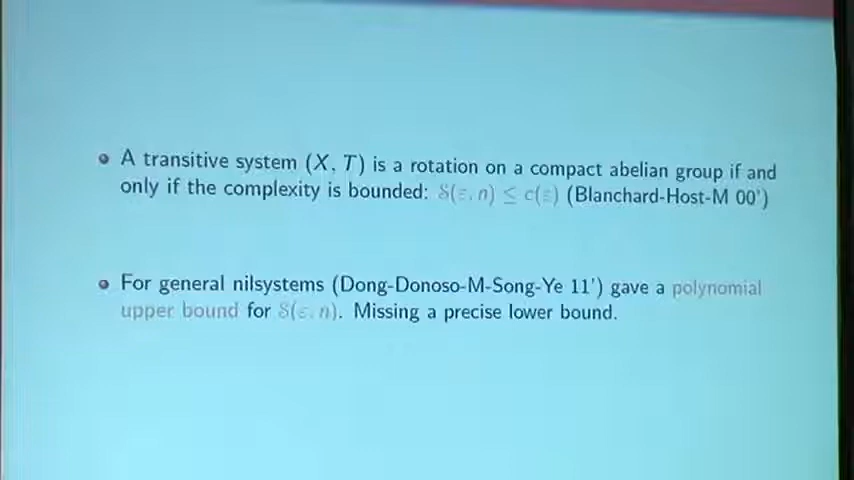 A transitive system (X, T) is a rotation on a compact abelian group if and
only if the complexity is bounded: S(ε, n) ≤ c(ε) (Blanchard-Host-M 00')
For general nilsystems (Dong-Donoso-M-Song-Ye 11') gave a polynomial
upper bound for S(ε, n). Missing a precise lower bound.